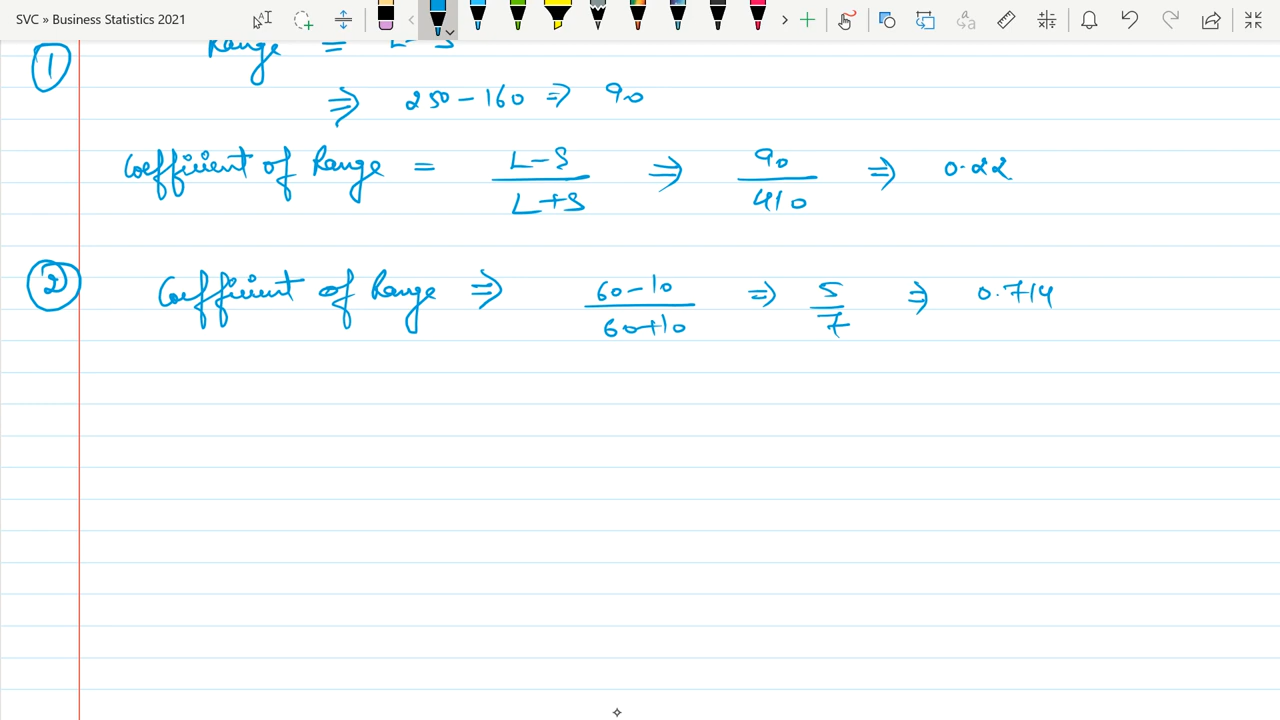 SVC » Business Statistics 2021
① Range = L-S
⇒ 250-160 ⇒ 90
Coefficient of Range = L-S / L+S ⇒ 90 / 410 ⇒ 0.22
② Coefficient of Range ⇒ 60-10 / 60+10 ⇒ 5 / 7 ⇒ 0.714